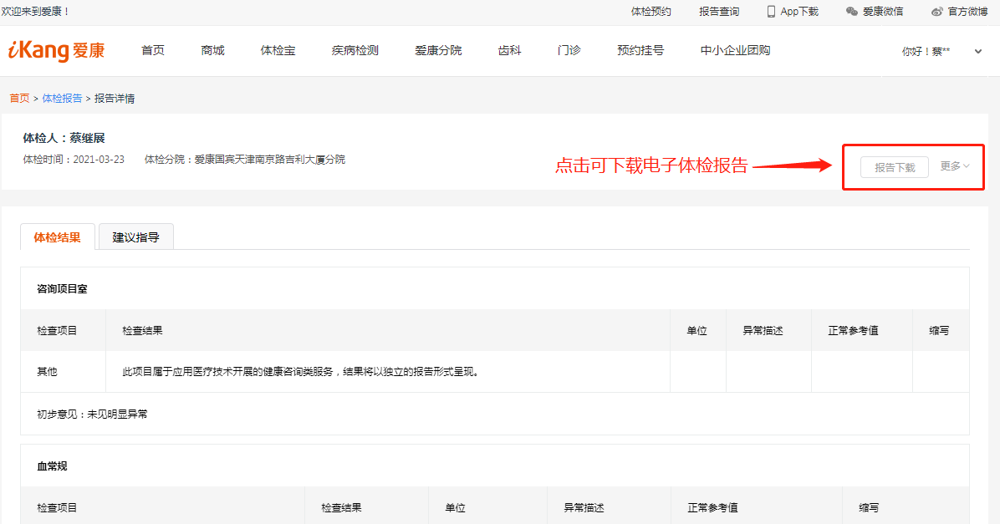 欢迎来到爱康！ 体检预约 报告查询 App下载 爱康微信 官方微博
iKang 爱康 首页 商城 体检宝 疾病检测 爱康分院 齿科 门诊 预约挂号 中小企业团购 你好！蔡**
首页 > 体检报告 > 报告详情
体检人：蔡继展
体检时间：2021-03-23 体检分院：爱康国宾天津南京路吉利大厦分院
点击可下载电子体检报告 报告下载 更多
体检结果 建议指导
咨询项目室
检查项目 检查结果 单位 异常描述 正常参考值 缩写
其他 此项目属于应用医疗技术开展的健康咨询类服务，结果将以独立的报告形式呈现。
初步意见：未见明显异常
血常规
检查项目 检查结果 单位 异常描述 正常参考值 缩写